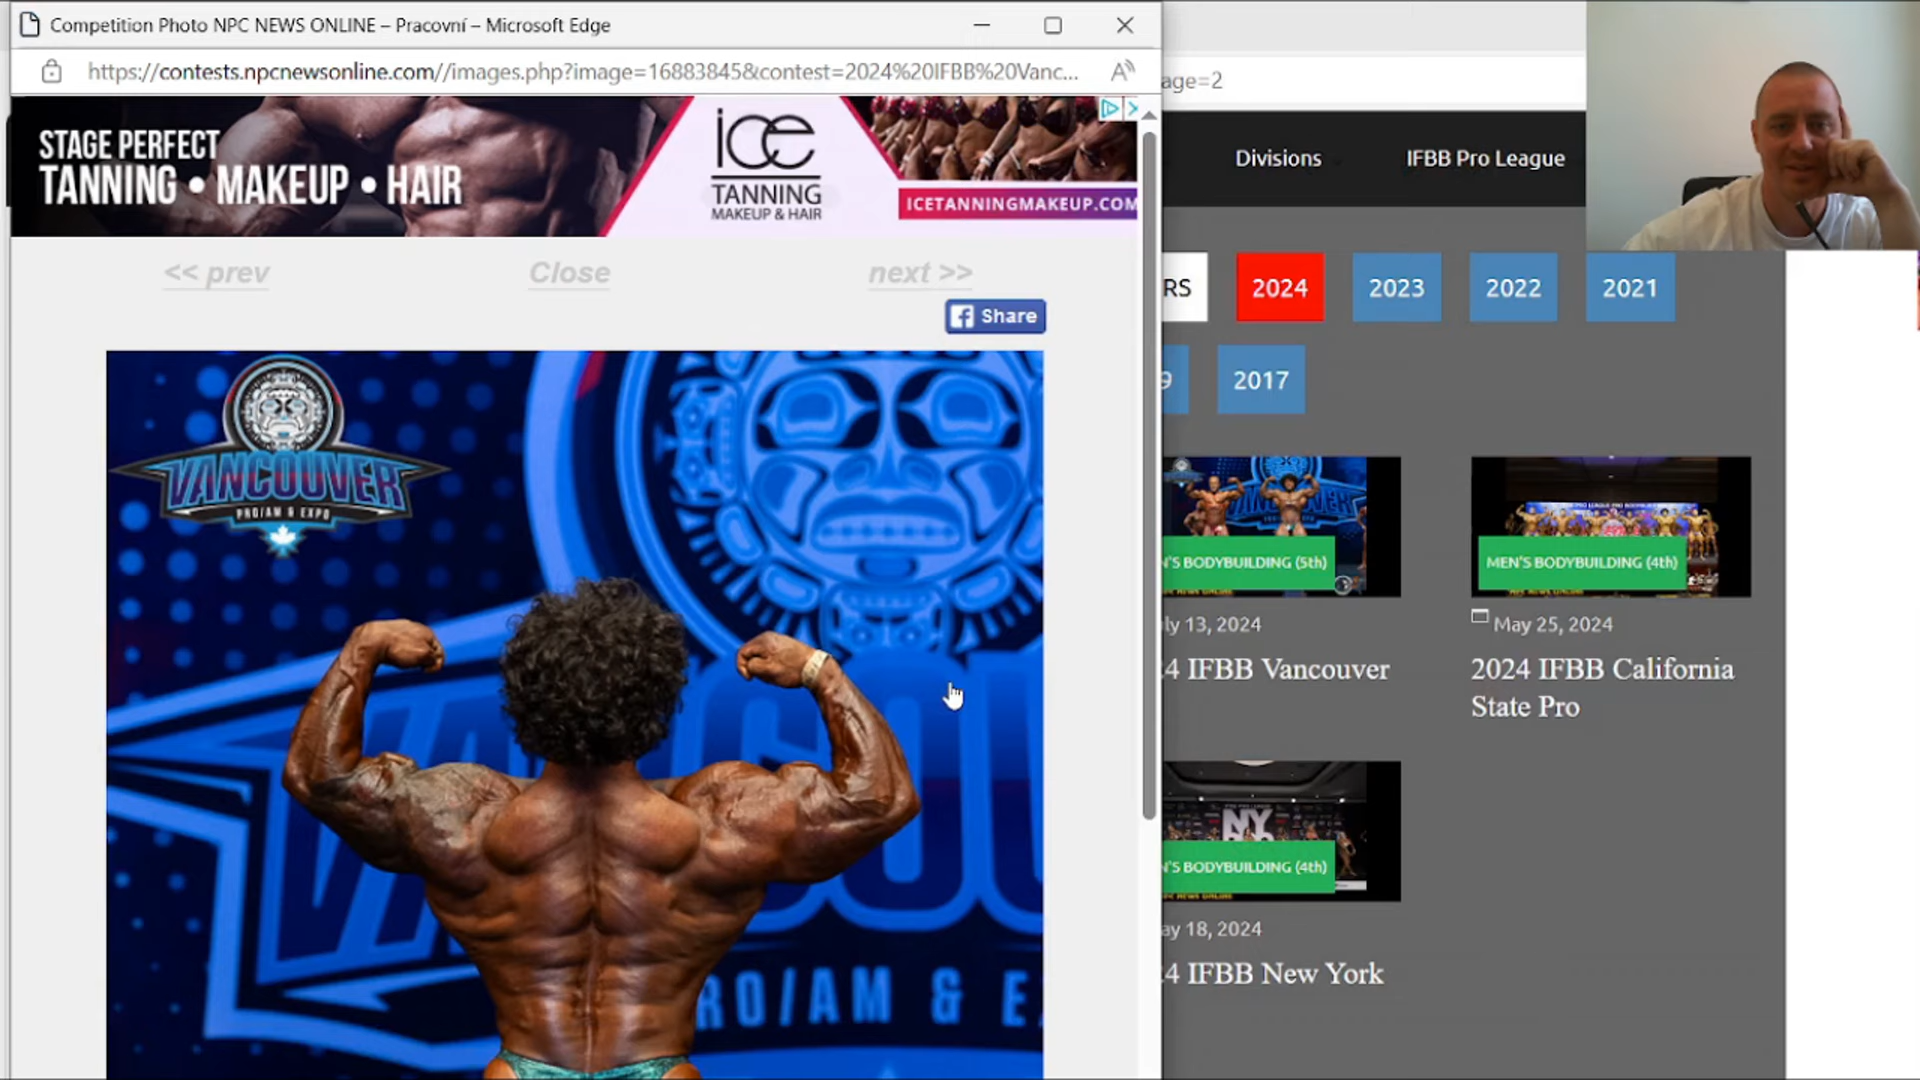 Competition Photo NPC NEWS ONLINE – Pracovní – Microsoft Edge
https://contests.npcnewsonline.com//images.php?image=16883845&contest=2024%20IFBB%20Vanc...
age=2
STAGE PERFECT
TANNING • MAKEUP • HAIR
ice
TANNING
MAKEUP & HAIR
ICETANNINGMAKEUP.COM
Divisions
IFBB Pro League
<< prev
Close
next >>
Share
RS
2024
2023
2022
2021
9
2017
VANCOUVER
PRO/AM & EXPO
RO/AM & E
N'S BODYBUILDING (5th)
ly 13, 2024
4 IFBB Vancouver
MEN'S BODYBUILDING (4th)
May 25, 2024
2024 IFBB California
State Pro
NY
N'S BODYBUILDING (4th)
ay 18, 2024
4 IFBB New York